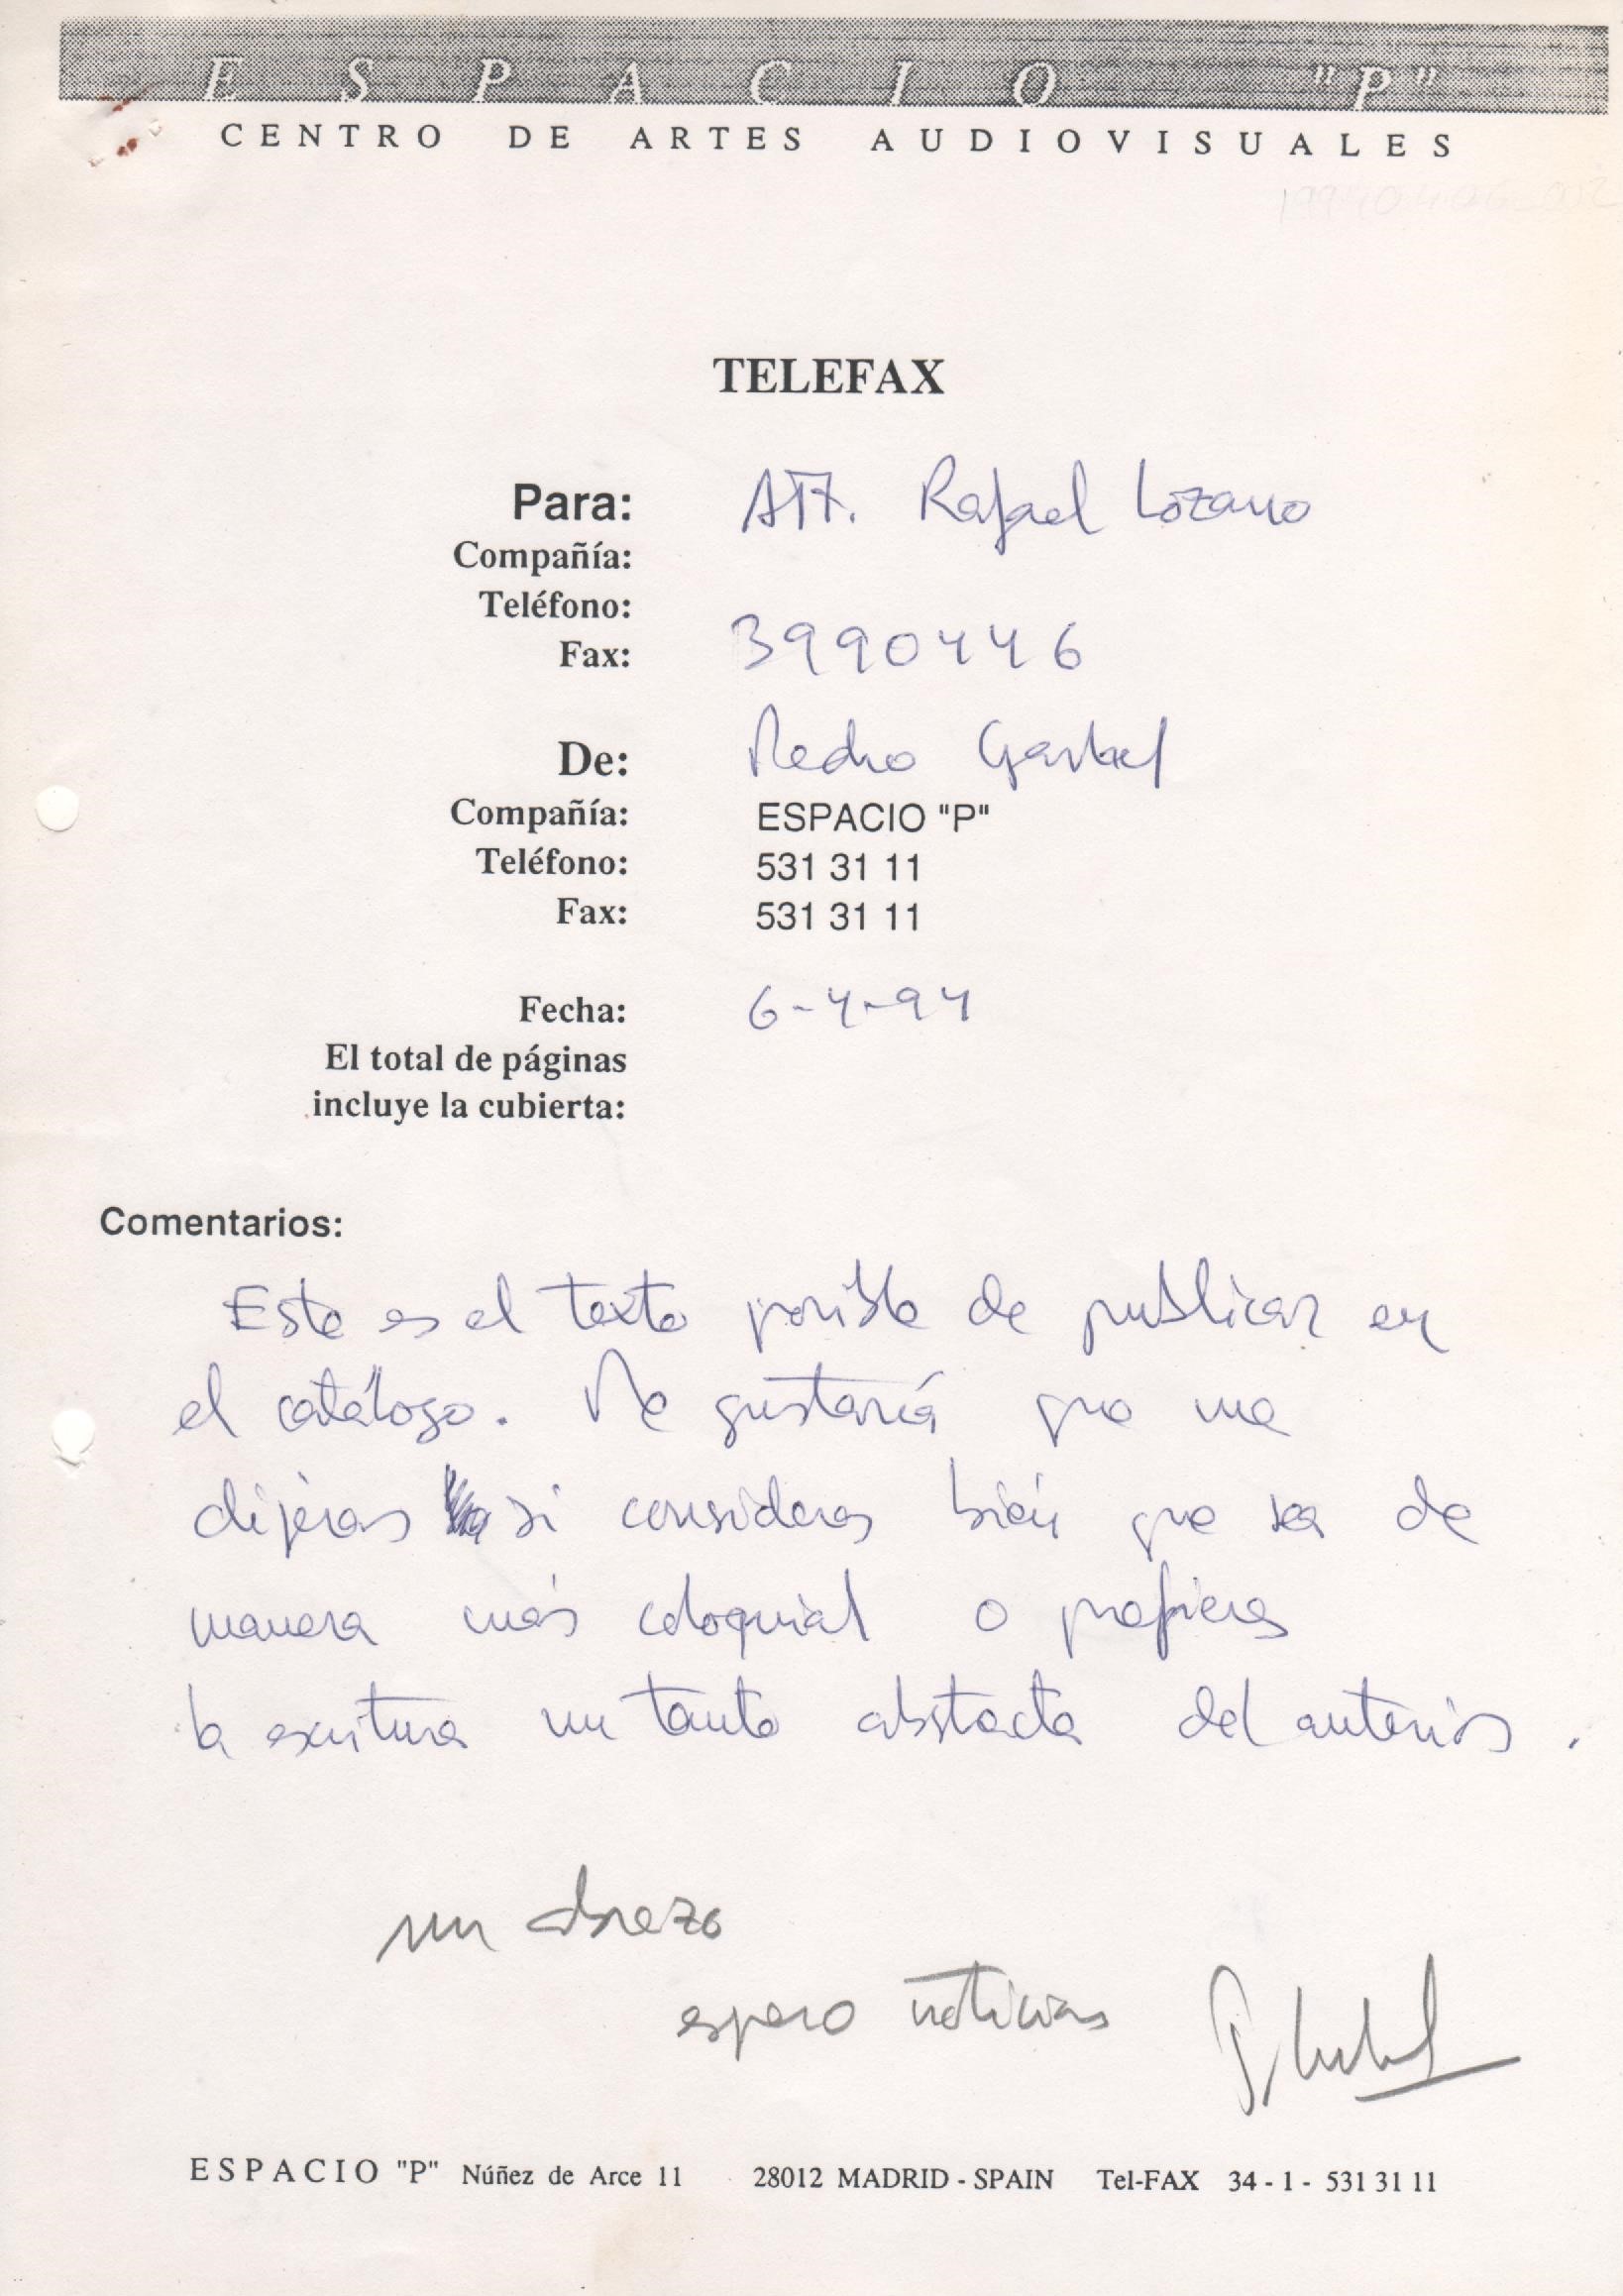 ESPACIO "P"
CENTRO DE ARTES AUDIOVISUALES
19940406_012
TELEFAX
Para: ATT. Rafael Lozano
Compañía:
Teléfono:
Fax: 3990446
De: Pedro Garhel
Compañía: ESPACIO "P"
Teléfono: 531 31 11
Fax: 531 31 11
Fecha: 6-4-94
El total de páginas
incluye la cubierta:
Comentarios:
Este es el texto posible de publicar en
el catálogo. Me gustaría que me
dijeras si consideras bién que sea de
manera más coloquial o prefieres
la escritura un tanto abstracta del anterior.
un abrazo
espero noticias
ESPACIO "P" Núñez de Arce 11 28012 MADRID - SPAIN Tel-FAX 34 - 1 - 531 31 11